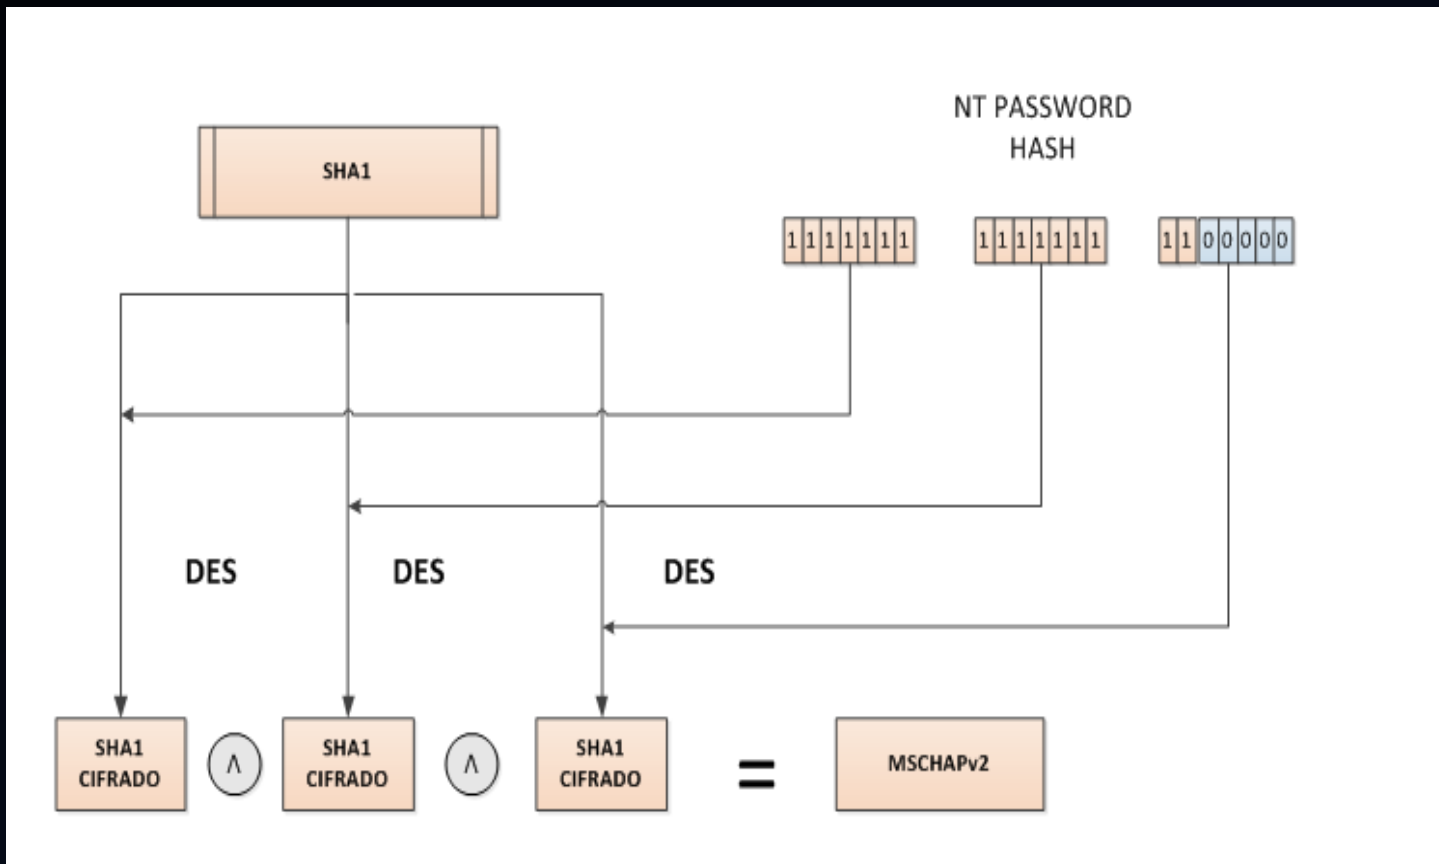 NT PASSWORD
HASH
SHA1
1 1 1 1 1 1 1
1 1 1 1 1 1 1
1 1 0 0 0 0 0
DES
DES
DES
SHA1
CIFRADO
Λ
SHA1
CIFRADO
Λ
SHA1
CIFRADO
=
MSCHAPv2